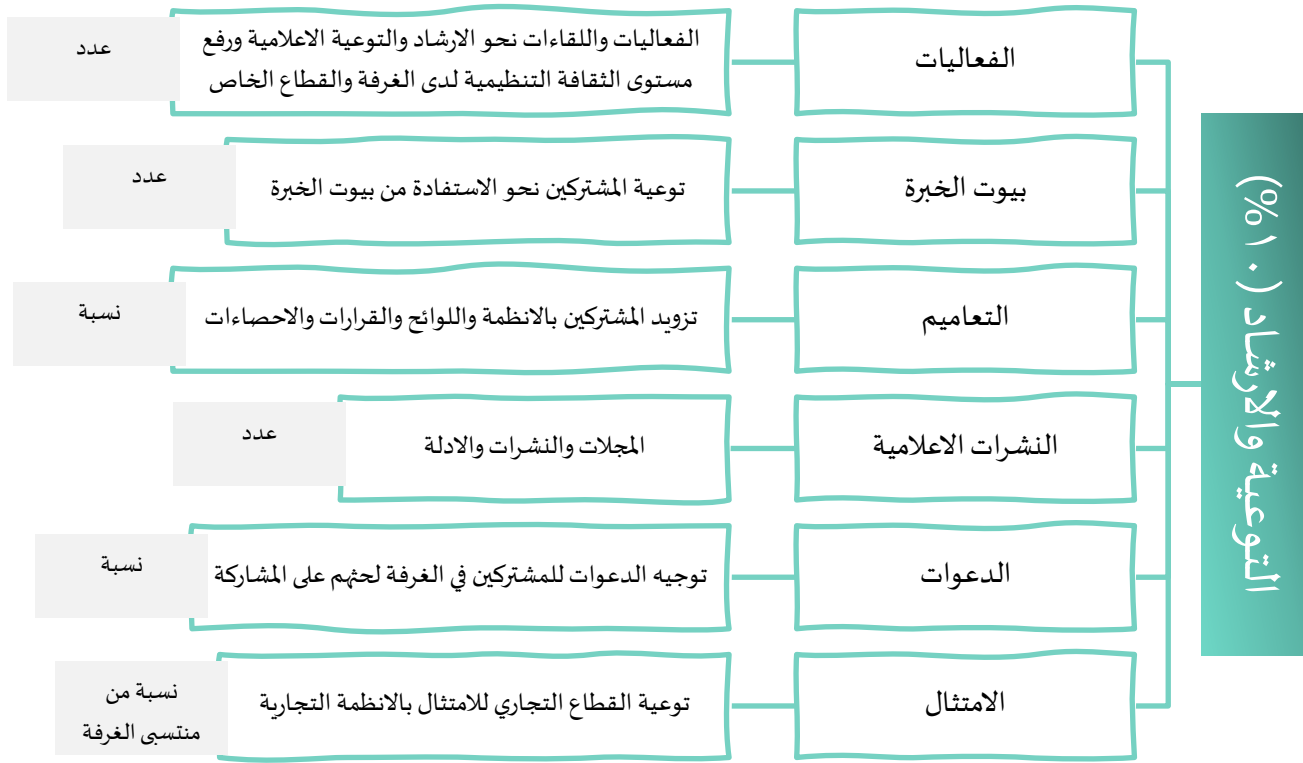 التوعية والارشاد (١٠%)
الفعاليات
الفعاليات واللقاءات نحو الارشاد والتوعية الاعلامية ورفع
مستوى الثقافة التنظيمية لدى الغرفة والقطاع الخاص
عدد
بيوت الخبرة
توعية المشتركين نحو الاستفادة من بيوت الخبرة
عدد
التعاميم
تزويد المشتركين بالانظمة واللوائح والقرارات والاحصاءات
نسبة
النشرات الاعلامية
المجلات والنشرات والادلة
عدد
الدعوات
توجيه الدعوات للمشتركين في الغرفة لحثهم على المشاركة
نسبة
الامتثال
توعية القطاع التجاري للامتثال بالانظمة التجارية
نسبة من
منتسبى الغرفة